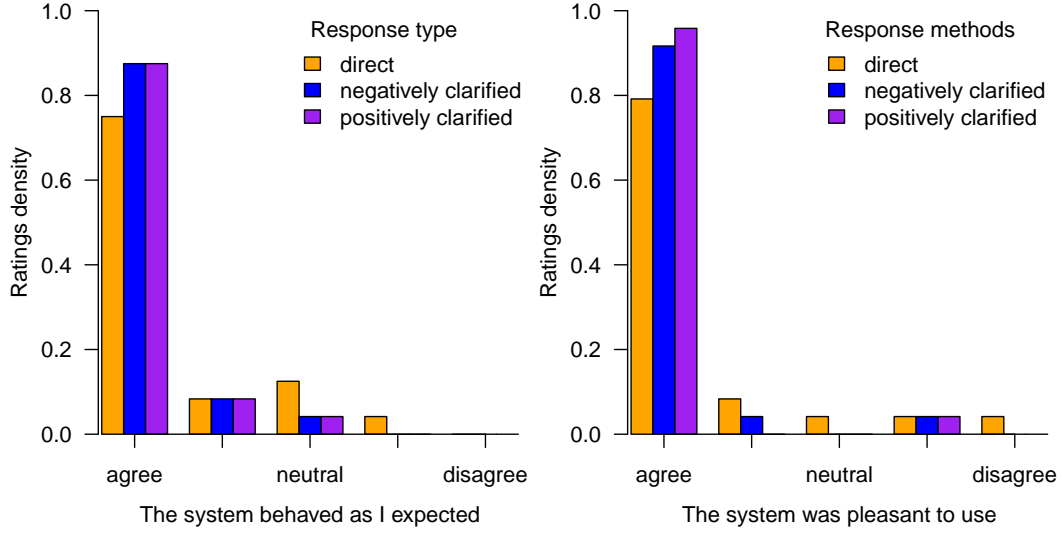 Response type
direct
negatively clarified
positively clarified
Ratings density
1.0
0.8
0.6
0.4
0.2
0.0
agree neutral disagree
The system behaved as I expected
Response methods
direct
negatively clarified
positively clarified
Ratings density
1.0
0.8
0.6
0.4
0.2
0.0
agree neutral disagree
The system was pleasant to use